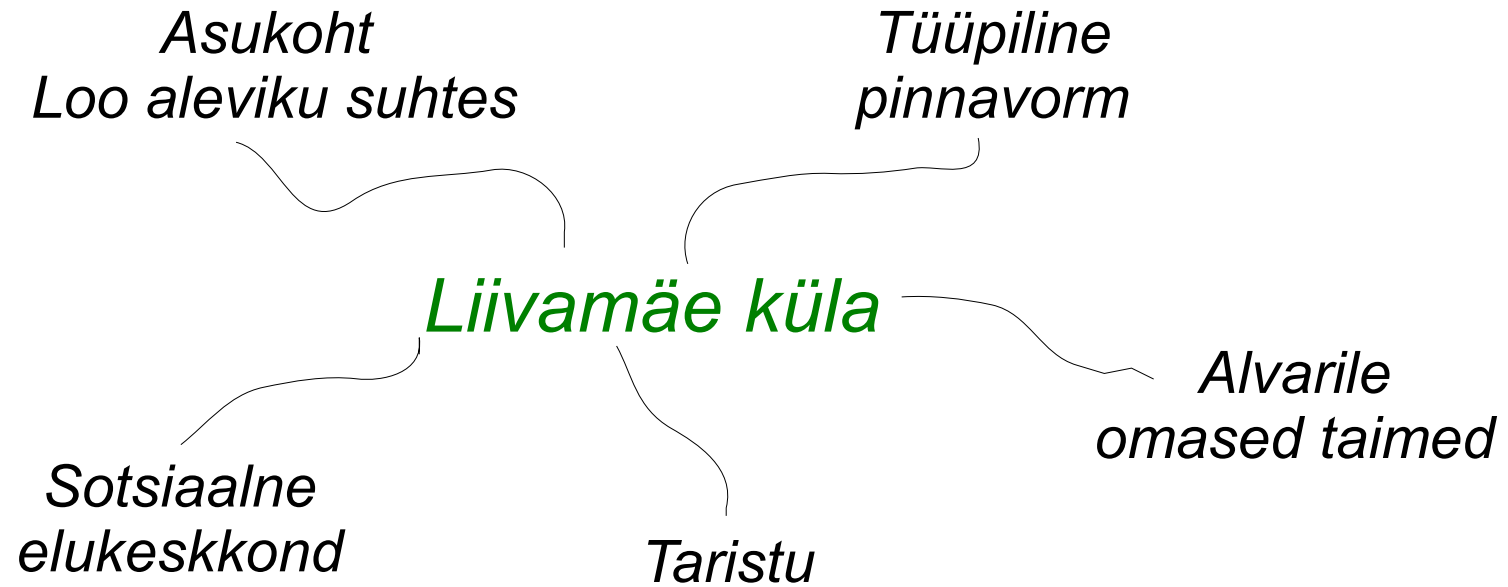 Asukoht
Loo aleviku suhtes
Tüüpiline
pinnavorm
Liivamäe küla
Alvarile
omased taimed
Sotsiaalne
elukeskkond
Taristu